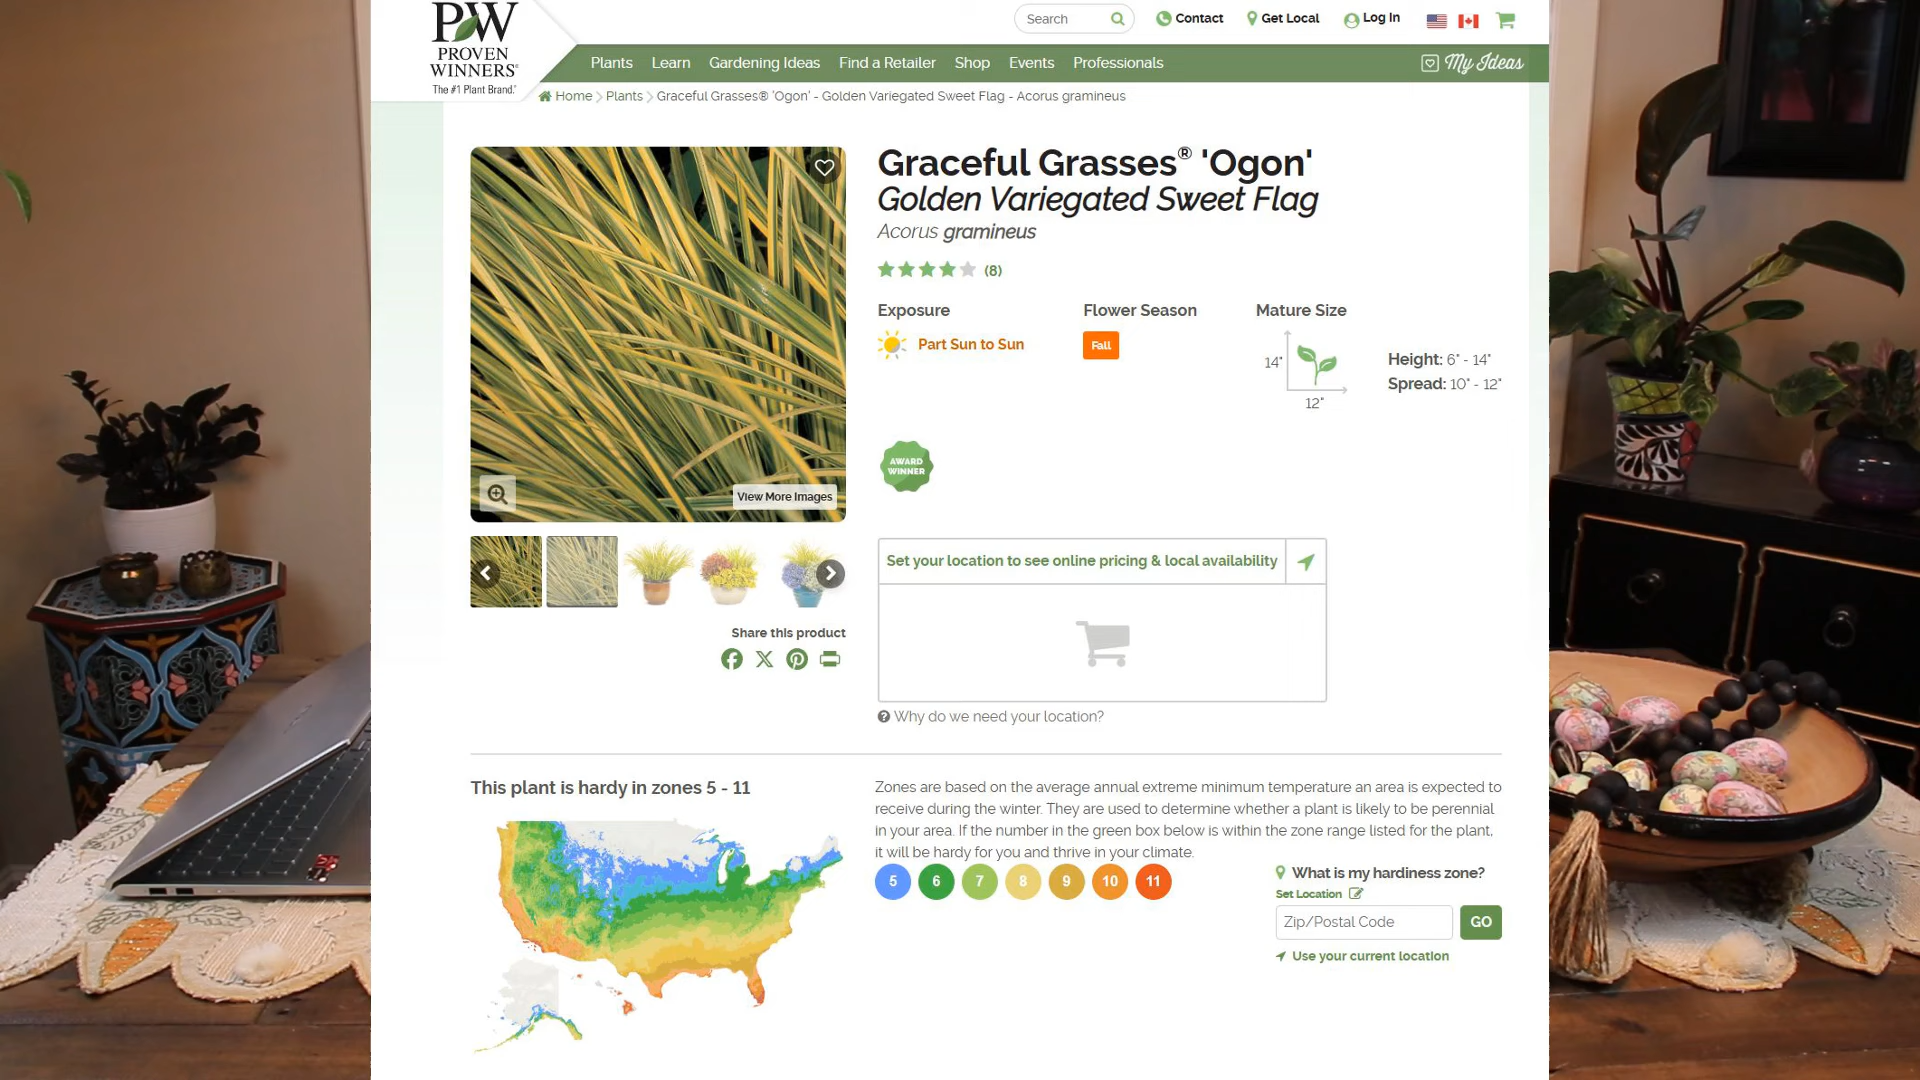 PW
PROVEN
WINNERS®
The #1 Plant Brand.®
Search
Contact
Get Local
Log In
Plants
Learn
Gardening Ideas
Find a Retailer
Shop
Events
Professionals
My Ideas
Home
Plants
Graceful Grasses® 'Ogon' - Golden Variegated Sweet Flag - Acorus gramineus
Graceful Grasses® 'Ogon'
Golden Variegated Sweet Flag
Acorus gramineus
(8)
Exposure
Part Sun to Sun
Flower Season
Fall
Mature Size
14"
12"
Height: 6" - 14"
Spread: 10" - 12"
AWARD
WINNER
View More Images
Share this product
Set your location to see online pricing & local availability
Why do we need your location?
This plant is hardy in zones 5 - 11
Zones are based on the average annual extreme minimum temperature an area is expected to
receive during the winter. They are used to determine whether a plant is likely to be perennial
in your area. If the number in the green box below is within the zone range listed for the plant,
it will be hardy for you and thrive in your climate.
5 6 7 8 9 10 11
What is my hardiness zone?
Set Location
Zip/Postal Code
GO
Use your current location